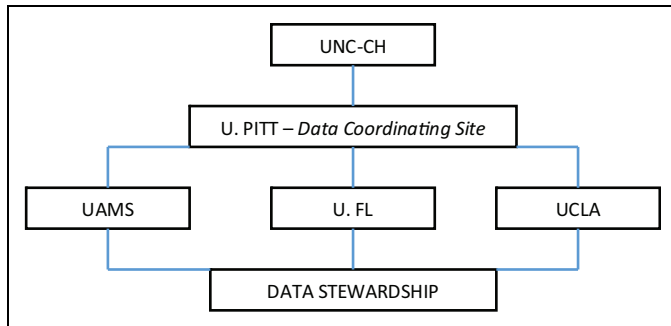 UNC-CH
U. PITT – Data Coordinating Site
UAMS
U. FL
UCLA
DATA STEWARDSHIP